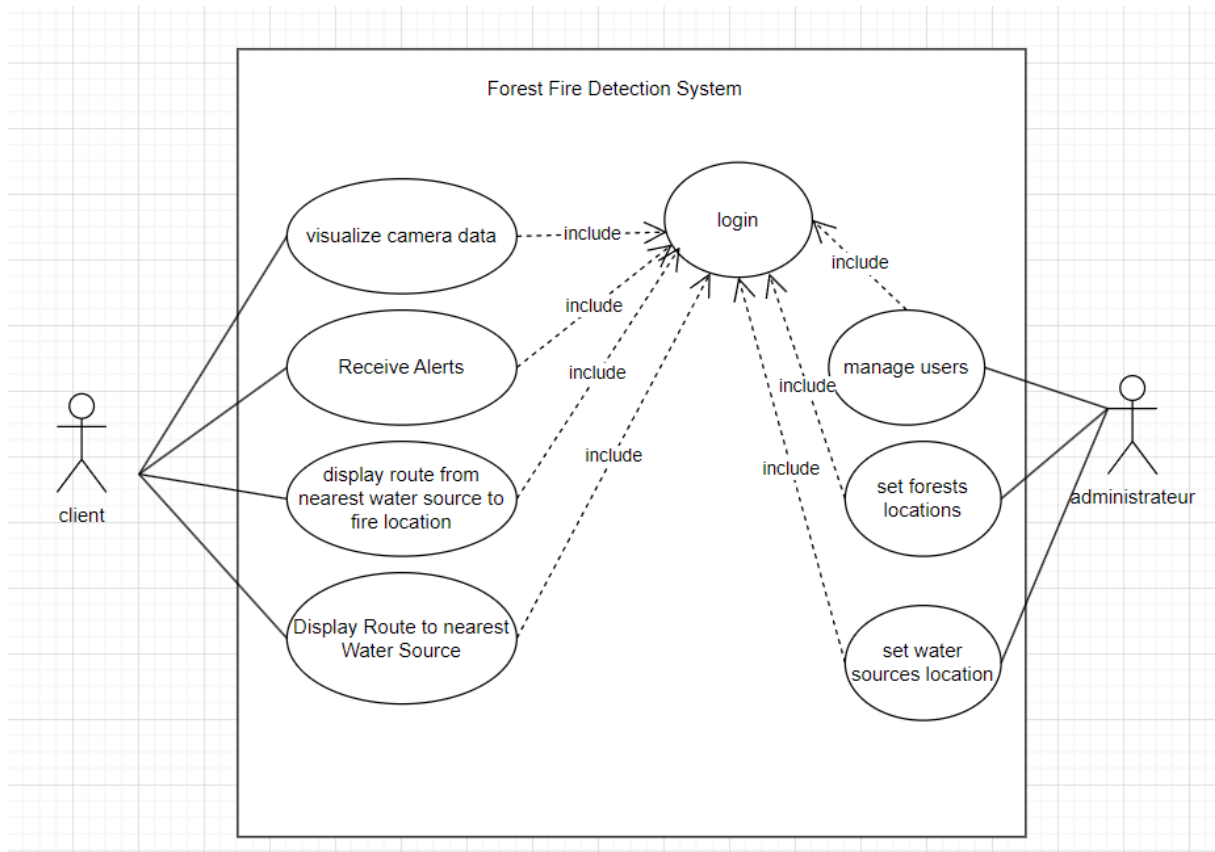 Forest Fire Detection System
visualize camera data
include
login
include
Receive Alerts
include
include
manage users
include
client
display route from
nearest water source to
fire location
include
include
set forests
locations
administrateur
Display Route to nearest
Water Source
set water
sources location